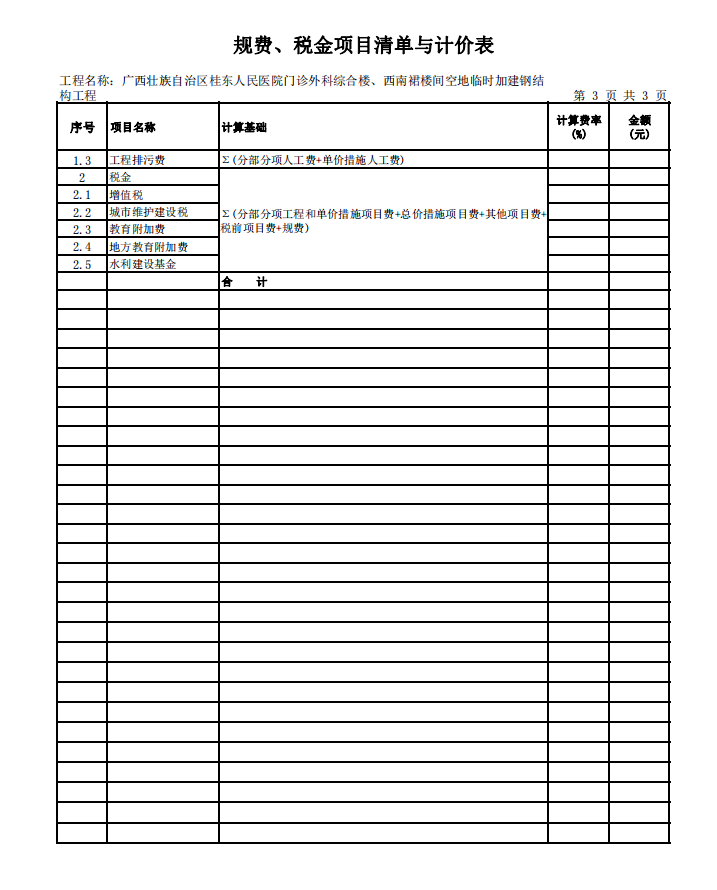 规费、税金项目清单与计价表
工程名称：广西壮族自治区桂东人民医院门诊外科综合楼、西南裙楼间空地临时加建钢结
构工程 第 3 页 共 3 页
序号 项目名称 计算基础 计算费率 (%) 金额 (元)
1.3 工程排污费 Σ(分部分项人工费+单价措施人工费)
2 税金
2.1 增值税
2.2 城市维护建设税 Σ(分部分项工程和单价措施项目费+总价措施项目费+其他项目费+
2.3 教育附加费 税前项目费+规费)
2.4 地方教育附加费
2.5 水利建设基金
合 计